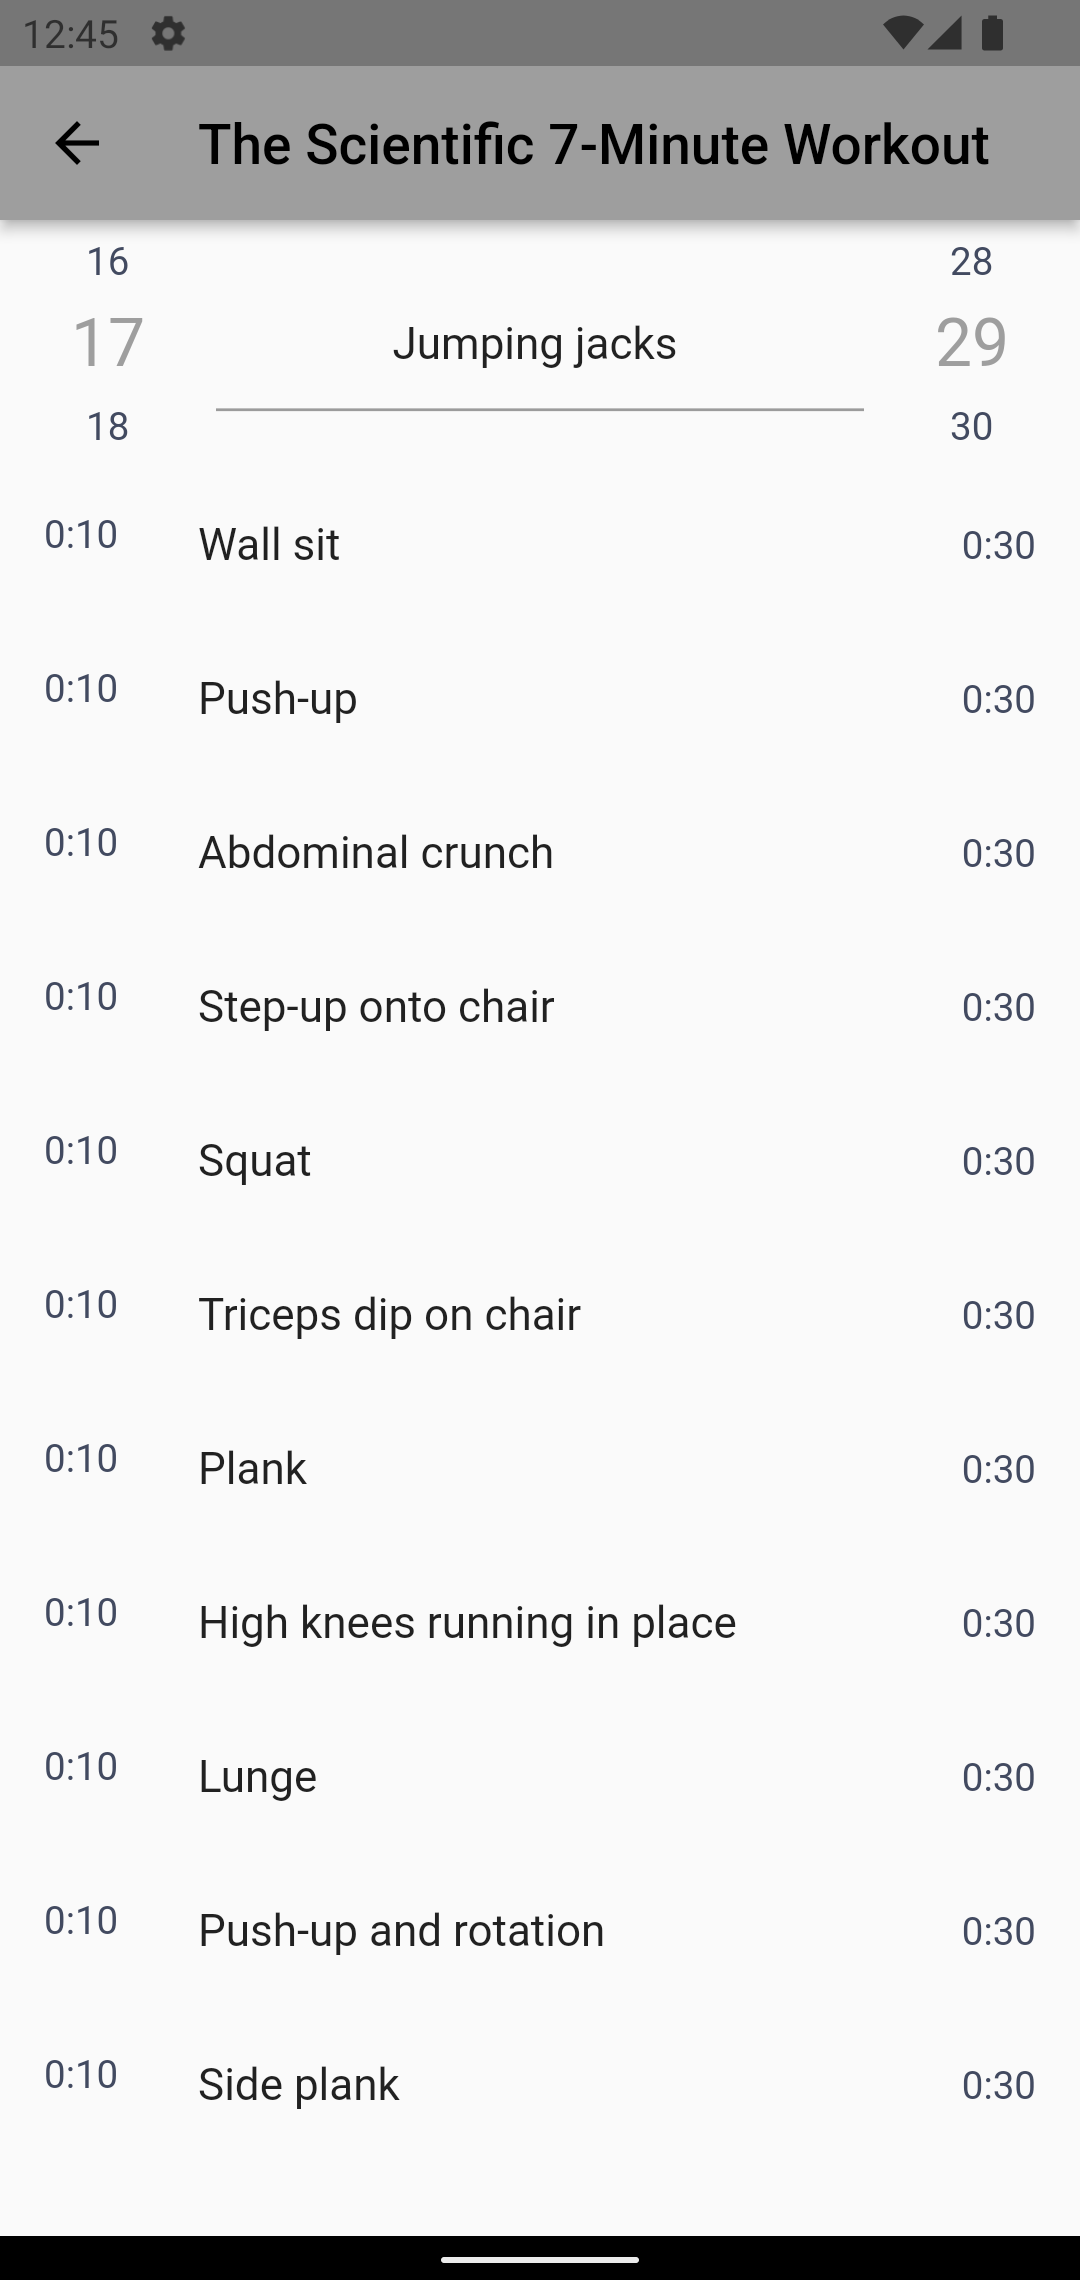 12:45
The Scientific 7-Minute Workout
16 28
17 Jumping jacks 29
18 30
0:10 Wall sit 0:30
0:10 Push-up 0:30
0:10 Abdominal crunch 0:30
0:10 Step-up onto chair 0:30
0:10 Squat 0:30
0:10 Triceps dip on chair 0:30
0:10 Plank 0:30
0:10 High knees running in place 0:30
0:10 Lunge 0:30
0:10 Push-up and rotation 0:30
0:10 Side plank 0:30